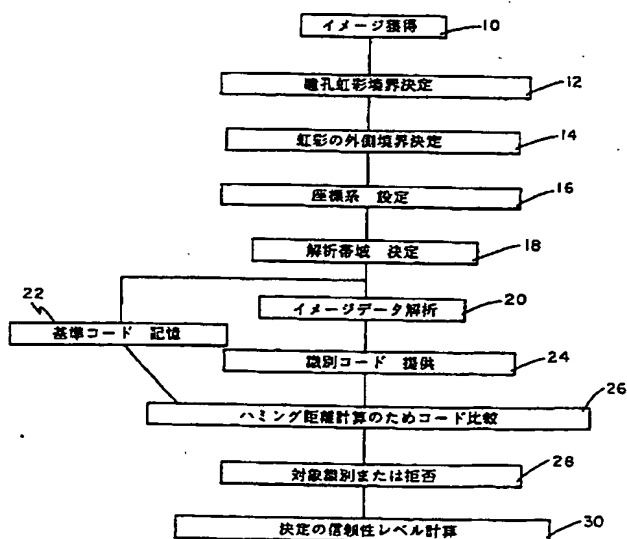 イメージ獲得 10
瞳孔虹彩境界決定 12
虹彩の外側境界決定 14
座標系 設定 16
解析帯域 決定 18
イメージデータ解析 20
22
基準コード 記憶
識別コード 提供 24
ハミング距離計算のためコード比較 26
対象識別または拒否 28
決定の信頼性レベル計算 30